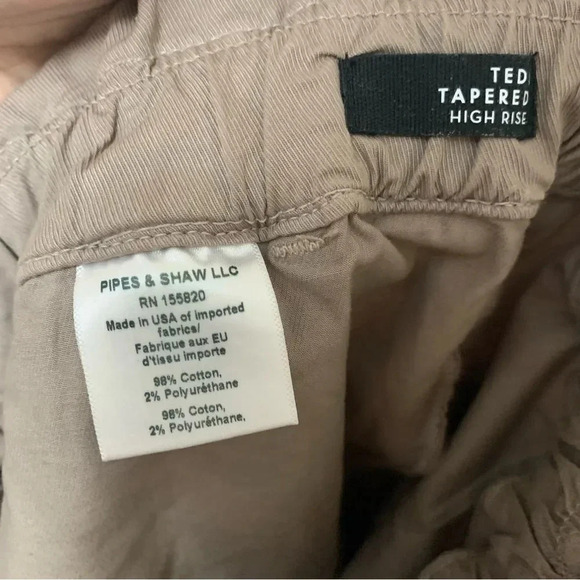 TED
TAPERED
HIGH RISE
PIPES & SHAW LLC
RN 155820
Made in USA of imported
fabrics/
Fabrique aux EU
d'tissu importe
98% Cotton,
2% Polyuréthane
98% Coton,
2% Polyuréthane,